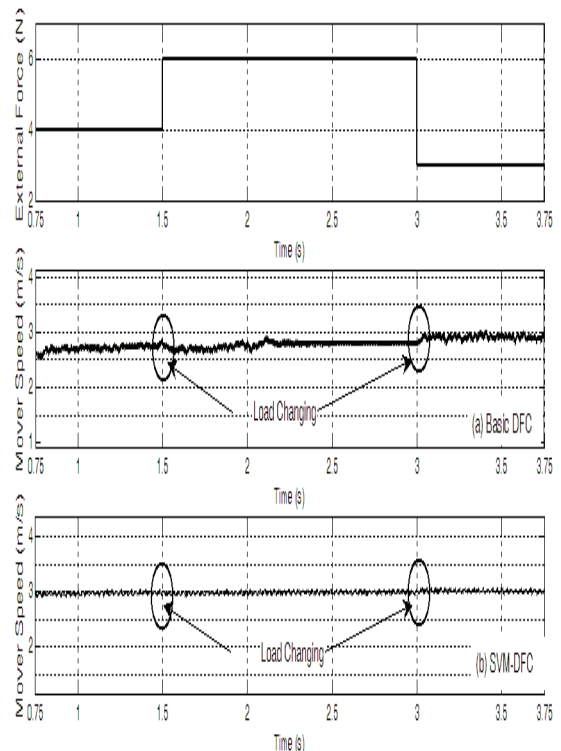 External Force (N)
6
4
2
0.75 1 1.5 2 2.5 3 3.5 3.75
Time (s)
Mover Speed (m/s)
4
3
2
1
Load Changing
(a) Basic DFC
0.75 1 1.5 2 2.5 3 3.5 3.75
Time (s)
Mover Speed (m/s)
4
3
2
Load Changing
(b) SVM-DFC
0.75 1 1.5 2 2.5 3 3.5 3.75
Time (s)